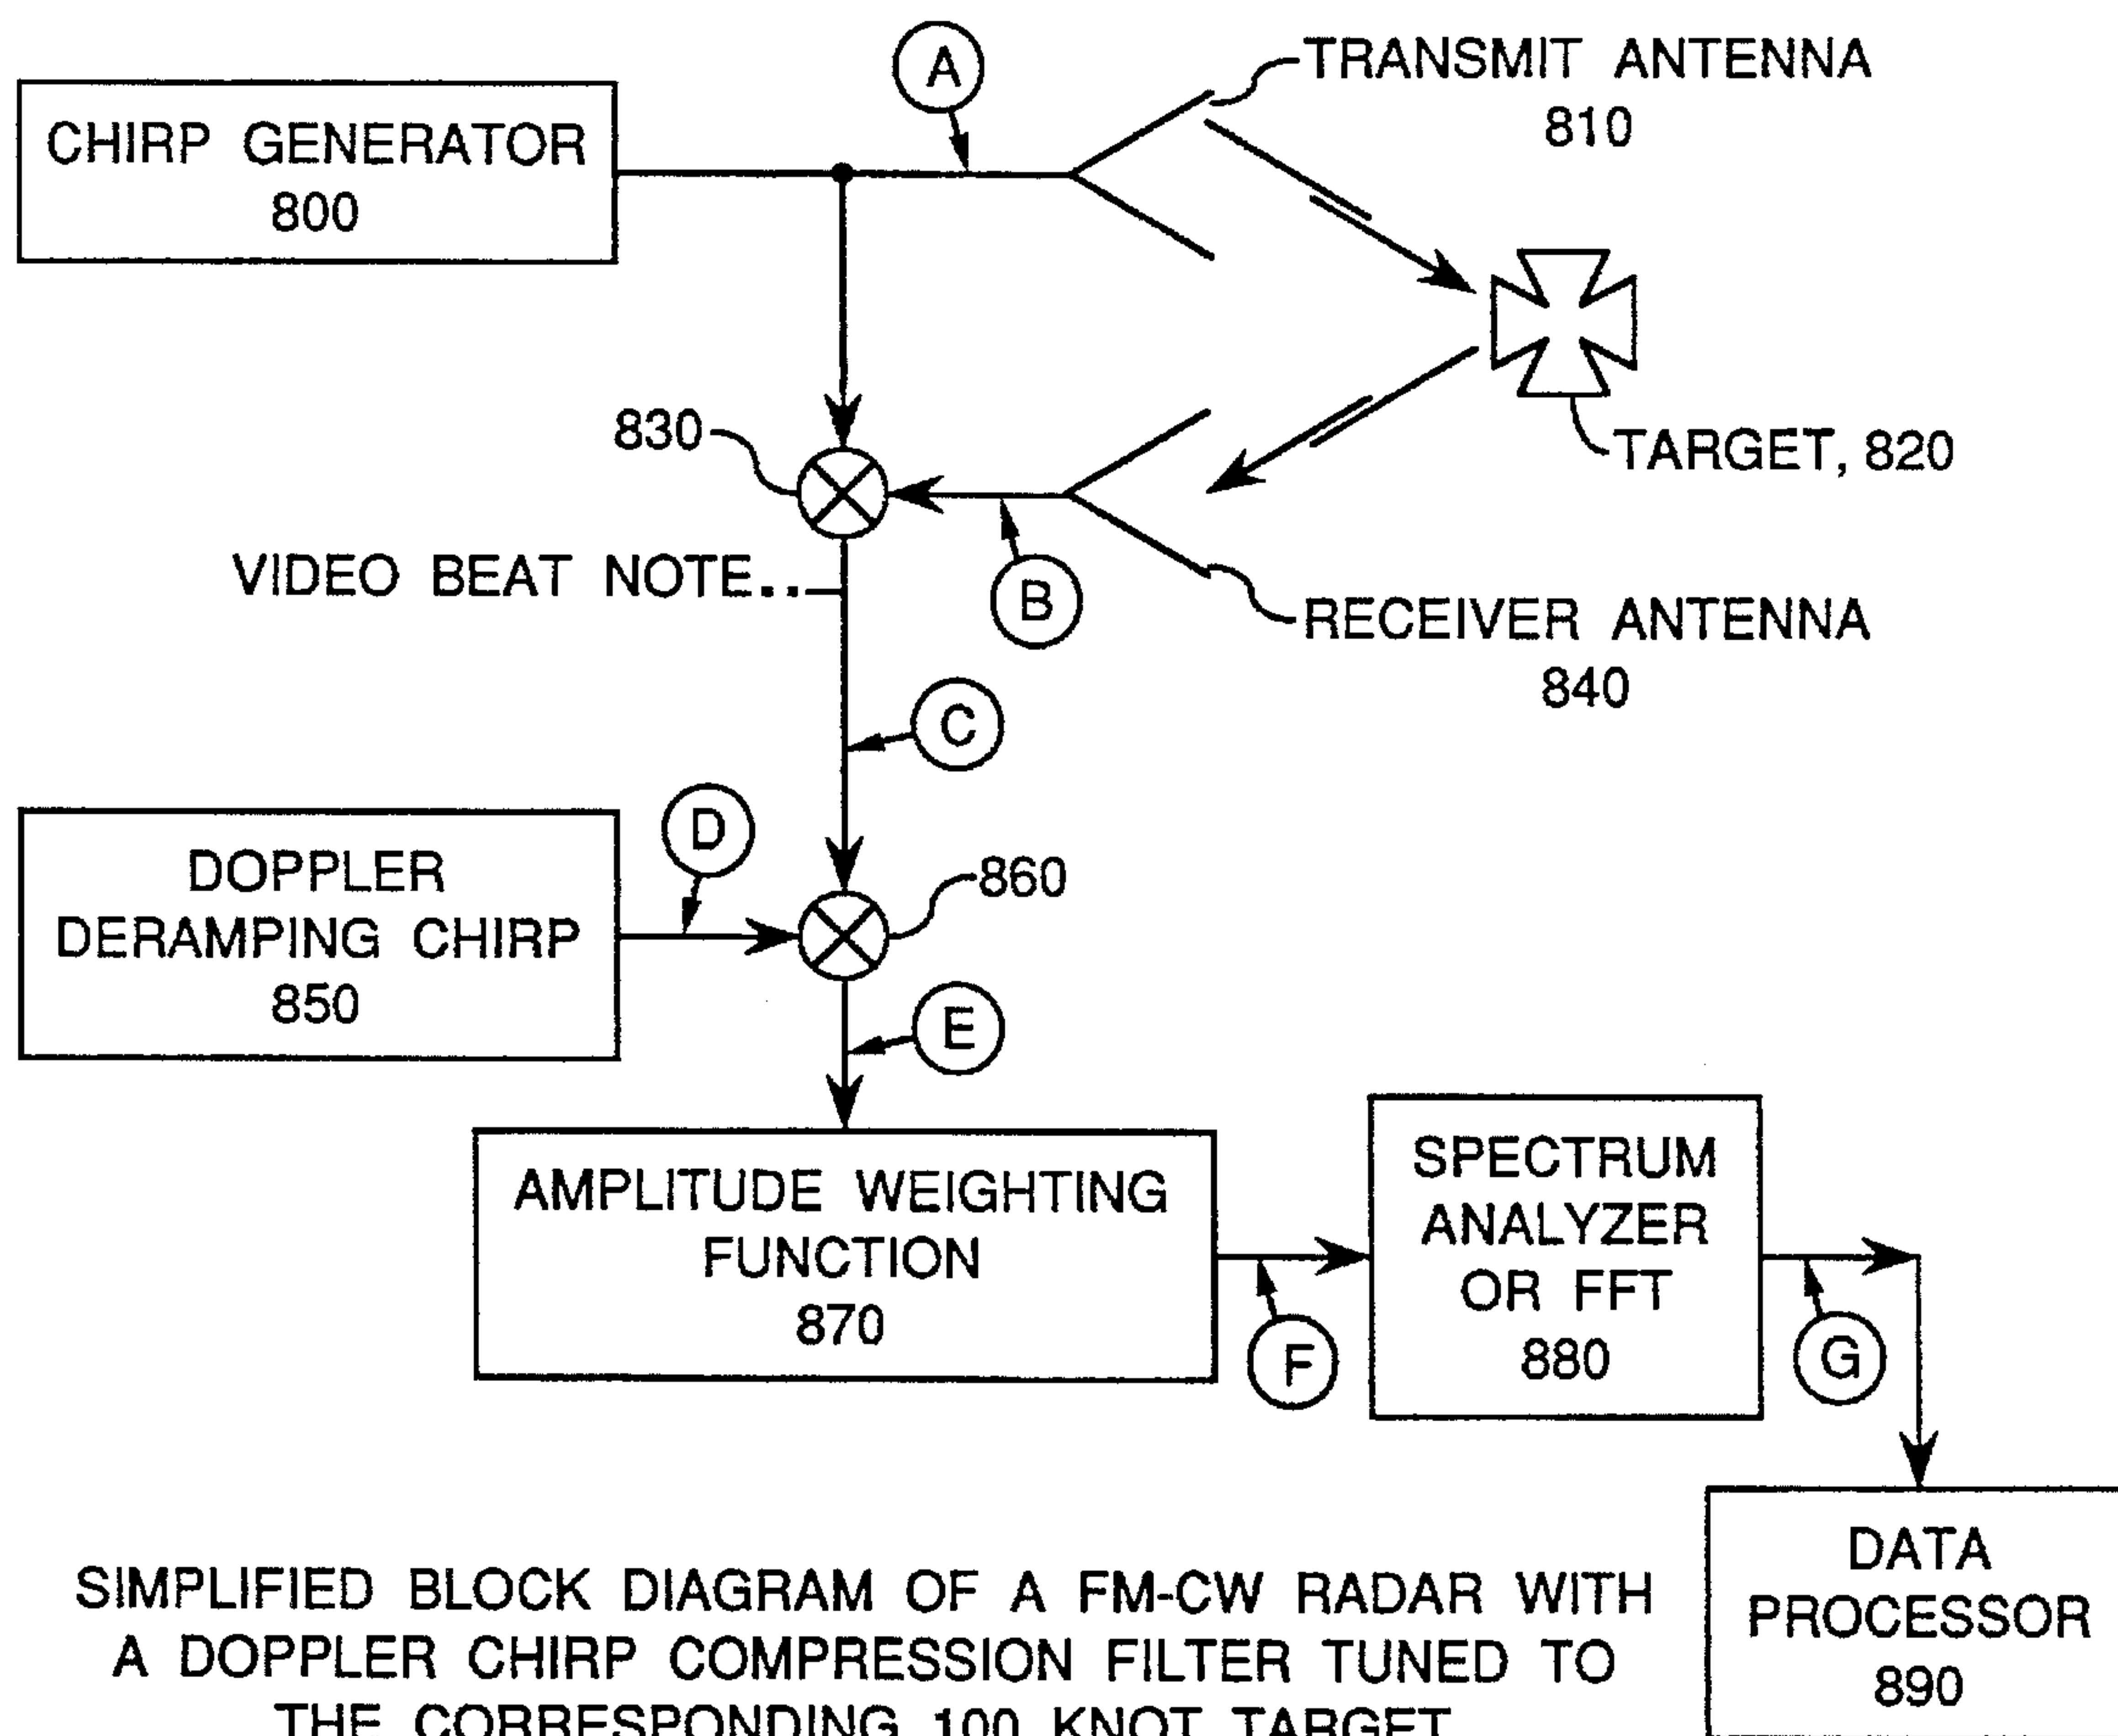 A
TRANSMIT ANTENNA
810
CHIRP GENERATOR
800
830
TARGET, 820
VIDEO BEAT NOTE..
B
RECEIVER ANTENNA
840
C
D
DOPPLER
DERAMPING CHIRP
850
860
E
AMPLITUDE WEIGHTING
FUNCTION
870
F
SPECTRUM
ANALYZER
OR FFT
880
G
DATA
PROCESSOR
890
SIMPLIFIED BLOCK DIAGRAM OF A FM-CW RADAR WITH
A DOPPLER CHIRP COMPRESSION FILTER TUNED TO
THE CORRESPONDING 100 KNOT TARGET